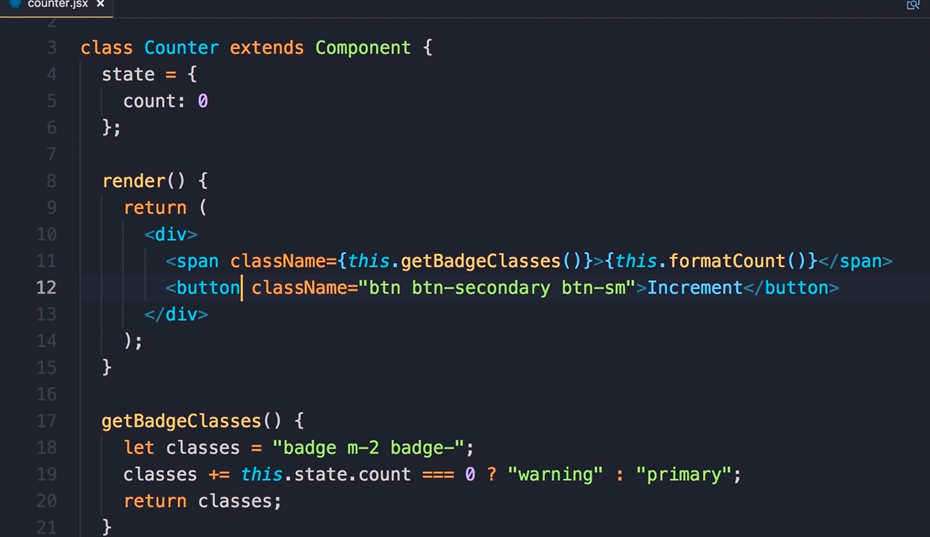 counter.jsx ×
2
3 class Counter extends Component {
4 state = {
5 count: 0
6 };
7
8 render() {
9 return (
10 <div>
11 <span className={this.getBadgeClasses()}>{this.formatCount()}</span>
12 <button className="btn btn-secondary btn-sm">Increment</button>
13 </div>
14 );
15 }
16
17 getBadgeClasses() {
18 let classes = "badge m-2 badge-";
19 classes += this.state.count === 0 ? "warning" : "primary";
20 return classes;
21 }